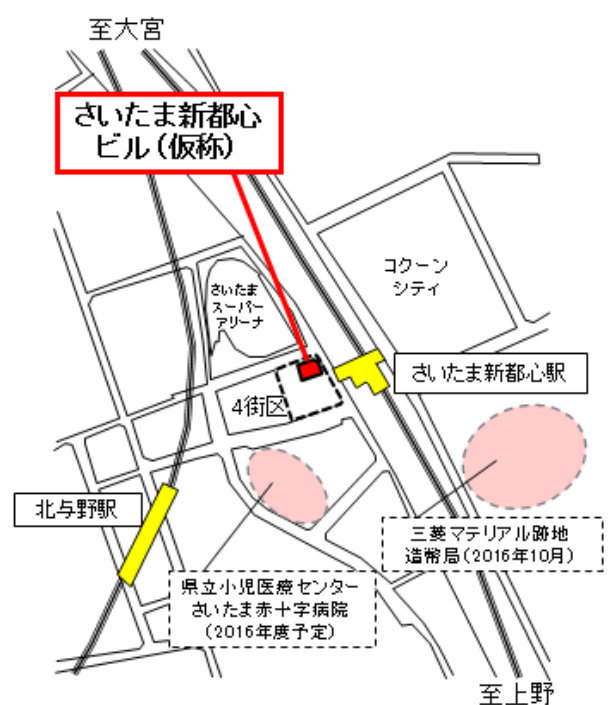 至大宮
さいたま新都心
ビル(仮称)
コクーン
シティ
さいたま
スーパー
アリーナ
さいたま新都心駅
4街区
北与野駅
三菱マテリアル跡地
造幣局(2016年10月)
県立小児医療センター
さいたま赤十字病院
(2016年度予定)
至上野